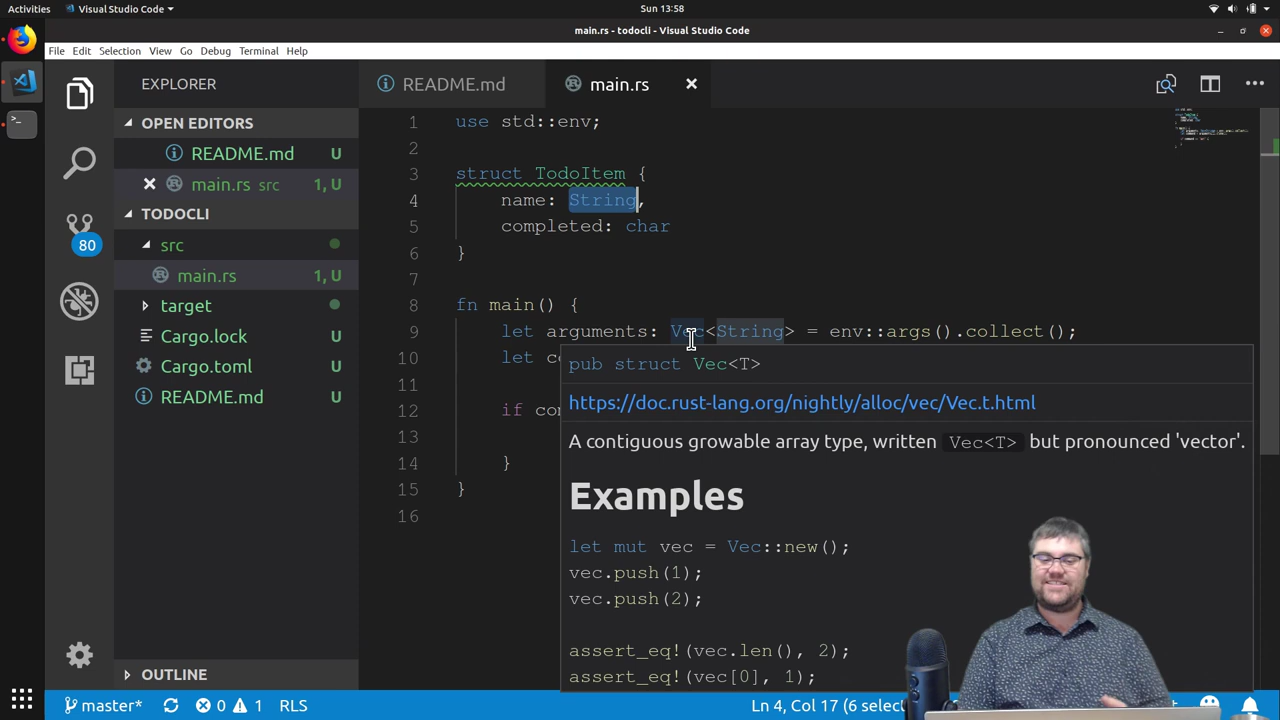 Activities
Visual Studio Code
Sun 13:58
main.rs - todocli - Visual Studio Code
File Edit Selection View Go Debug Terminal Help
EXPLORER
README.md
main.rs
OPEN EDITORS
README.md U
main.rs src 1, U
TODOCLI
src
main.rs 1, U
target
Cargo.lock U
Cargo.toml U
README.md U
80
OUTLINE
1 use std::env;
2
3 struct TodoItem {
4 name: String,
5 completed: char
6 }
7
8 fn main() {
9 let arguments: Vec<String> = env::args().collect();
10 let co
11
12 if con
13
14 }
15 }
16
pub struct Vec<T>
https://doc.rust-lang.org/nightly/alloc/vec/Vec.t.html
A contiguous growable array type, written Vec<T> but pronounced 'vector'.
Examples
let mut vec = Vec::new();
vec.push(1);
vec.push(2);
assert_eq!(vec.len(), 2);
assert_eq!(vec[0], 1);
master* 0 1 RLS
Ln 4, Col 17 (6 selec